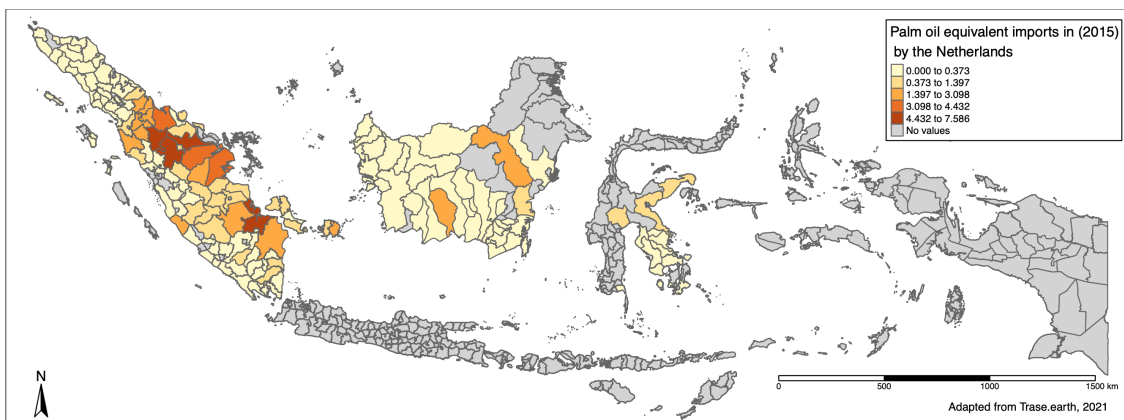 Palm oil equivalent imports in (2015)
by the Netherlands
0.000 to 0.373
0.373 to 1.397
1.397 to 3.098
3.098 to 4.432
4.432 to 7.586
No values
N
0 500 1000 1500 km
Adapted from Trase.earth, 2021